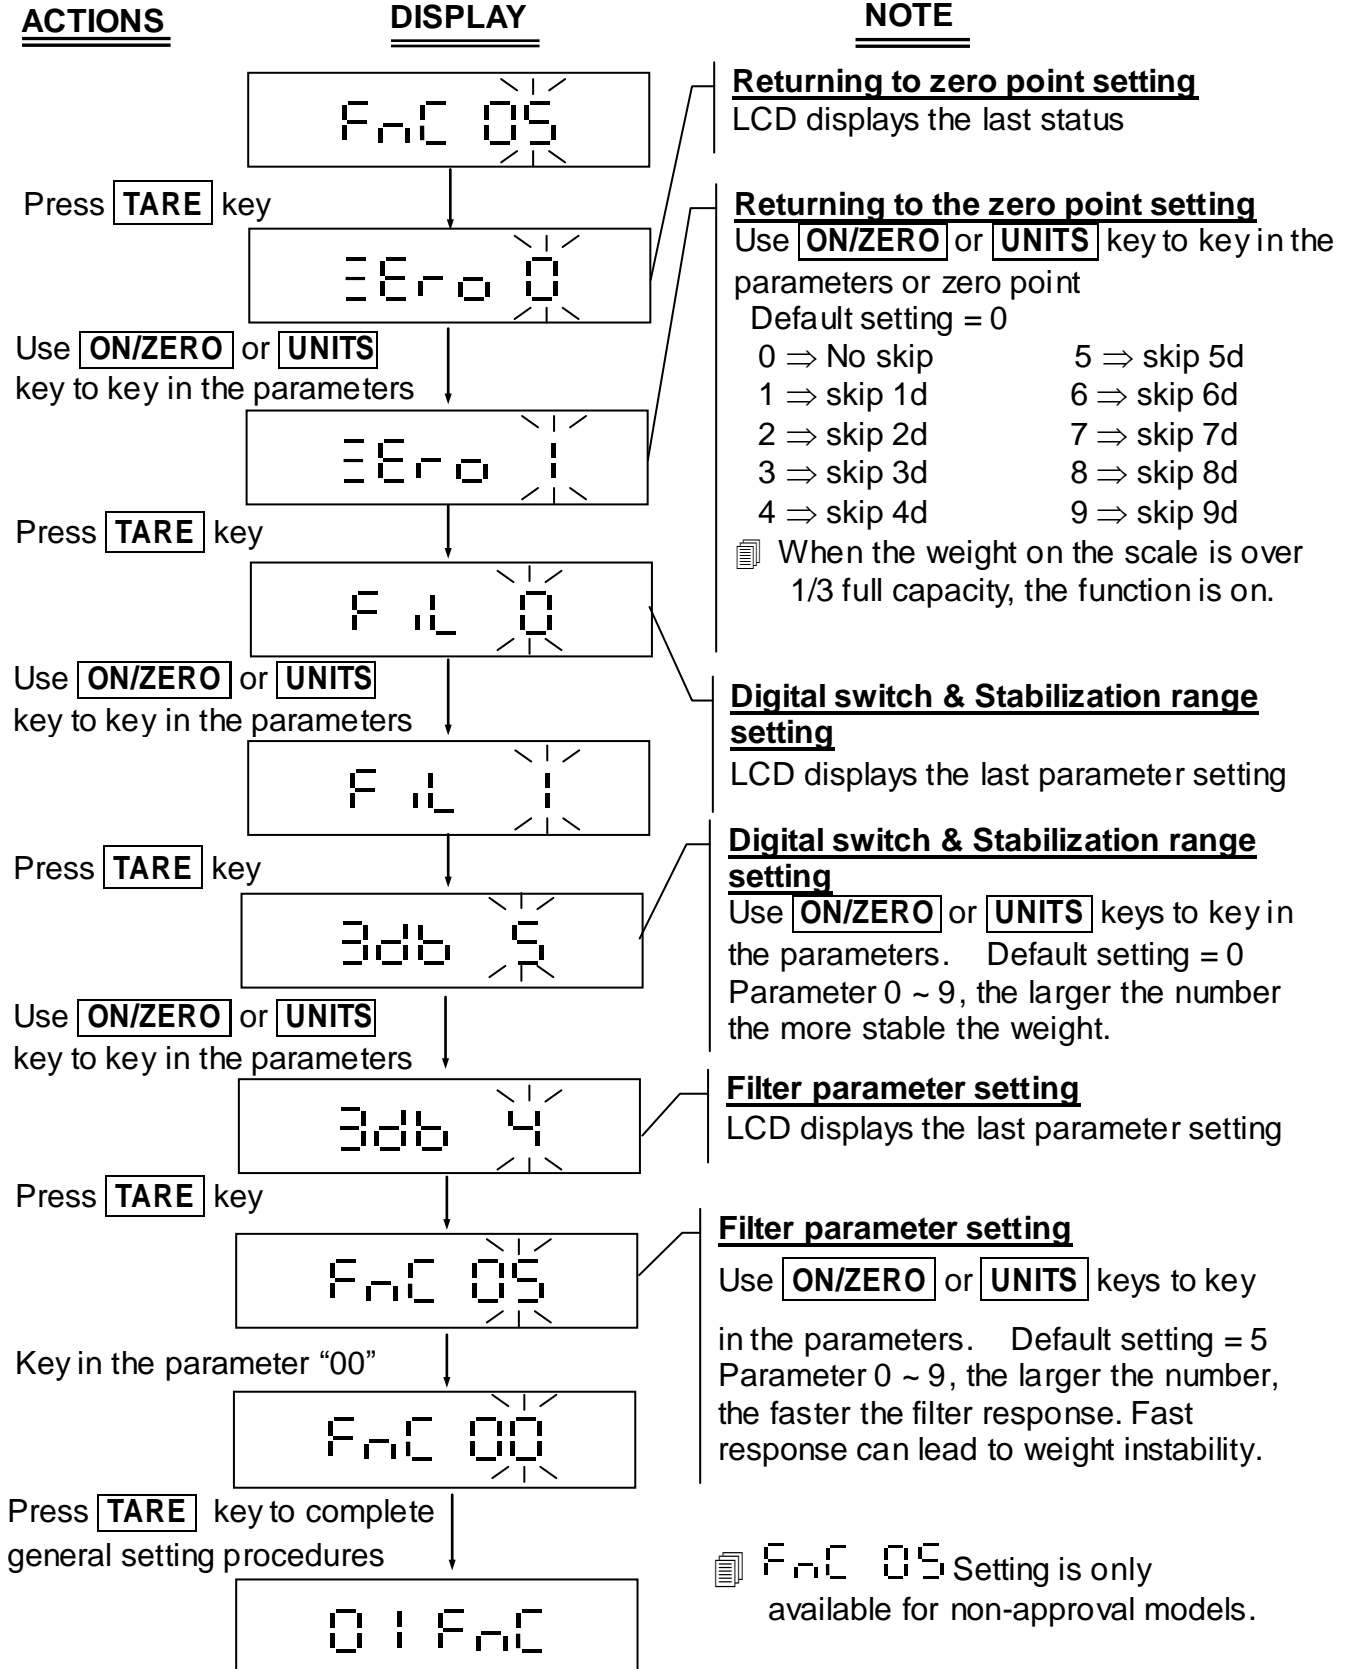 ACTIONS DISPLAY NOTE
FnC 05
Returning to zero point setting
LCD displays the last status
Press TARE key
Returning to the zero point setting
Use ON/ZERO or UNITS key to key in the
parameters or zero point
Default setting = 0
0 ⇒ No skip 5 ⇒ skip 5d
1 ⇒ skip 1d 6 ⇒ skip 6d
2 ⇒ skip 2d 7 ⇒ skip 7d
3 ⇒ skip 3d 8 ⇒ skip 8d
4 ⇒ skip 4d 9 ⇒ skip 9d
When the weight on the scale is over
1/3 full capacity, the function is on.
ZEro 0
Use ON/ZERO or UNITS
key to key in the parameters
ZEro 1
Press TARE key
FiL 0
Use ON/ZERO or UNITS
key to key in the parameters
Digital switch & Stabilization range
setting
LCD displays the last parameter setting
FiL 1
Press TARE key
Digital switch & Stabilization range
setting
Use ON/ZERO or UNITS keys to key in
the parameters. Default setting = 0
Parameter 0 ~ 9, the larger the number
the more stable the weight.
3db 5
Use ON/ZERO or UNITS
key to key in the parameters
3db 4
Filter parameter setting
LCD displays the last parameter setting
Press TARE key
FnC 05
Filter parameter setting
Use ON/ZERO or UNITS keys to key
in the parameters. Default setting = 5
Parameter 0 ~ 9, the larger the number,
the faster the filter response. Fast
response can lead to weight instability.
Key in the parameter “00”
FnC 00
Press TARE key to complete
general setting procedures
01 FnC
FnC 05 Setting is only
available for non-approval models.